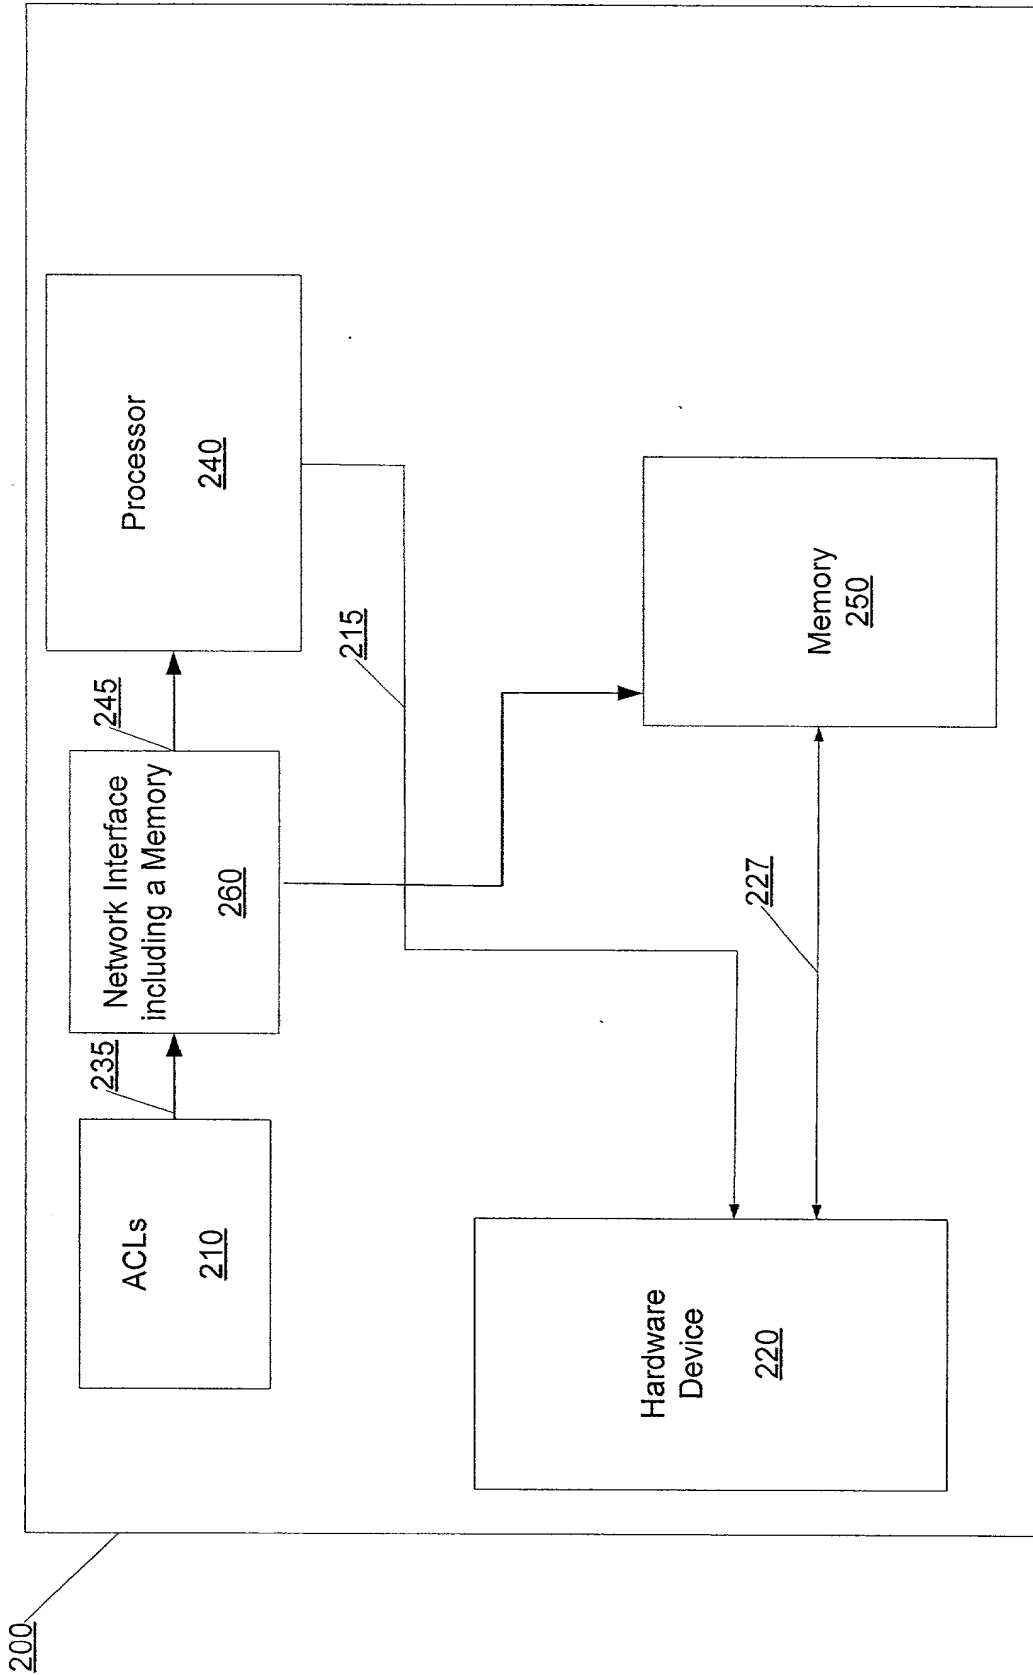 200
ACLs
210
235
Network Interface
including a Memory
260
245
Processor
240
215
Hardware
Device
220
227
Memory
250